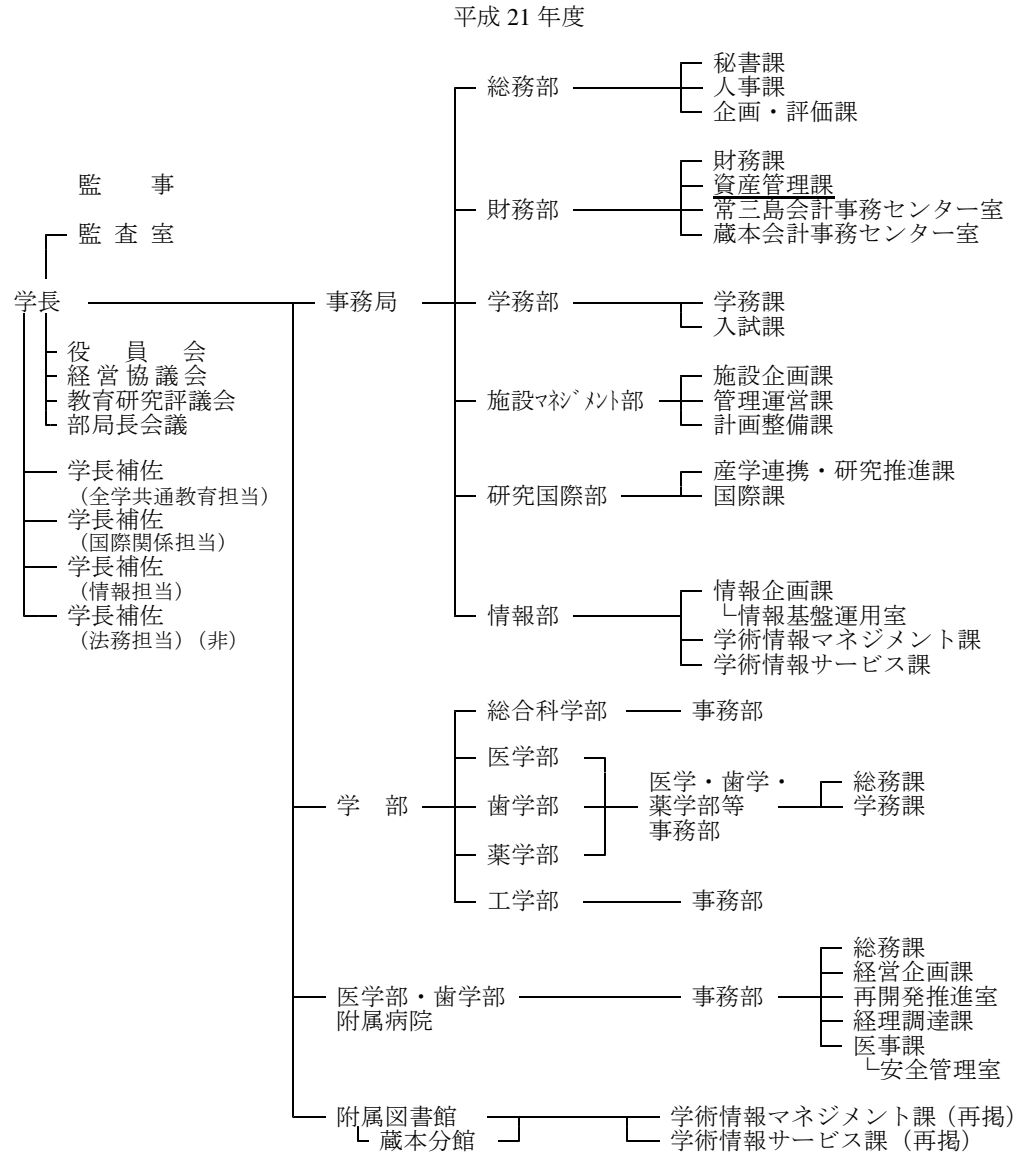 平成 21 年度
秘書課
総務部
人事課
企画・評価課
監　事
監 査 室
財務課
資産管理課
財務部
常三島会計事務センター室
蔵本会計事務センター室
学長
事務局
学務部
学務課
入試課
役　員　会
経 営 協 議 会
教育研究評議会
部局長会議
施設企画課
施設ﾏﾈｼﾞﾒﾝﾄ部
管理運営課
計画整備課
学長補佐
(全学共通教育担当)
学長補佐
(国際関係担当)
学長補佐
(情報担当)
学長補佐
(法務担当)(非)
産学連携・研究推進課
研究国際部
国際課
情報企画課
情報部
情報基盤運用室
学術情報マネジメント課
学術情報サービス課
総合科学部
事務部
医学部
学　部
歯学部
医学・歯学・
薬学部等
事務部
総務課
学務課
薬学部
工学部
事務部
医学部・歯学部
附属病院
事務部
総務課
経営企画課
再開発推進室
経理調達課
医事課
安全管理室
附属図書館
学術情報マネジメント課（再掲）
蔵本分館
学術情報サービス課（再掲）